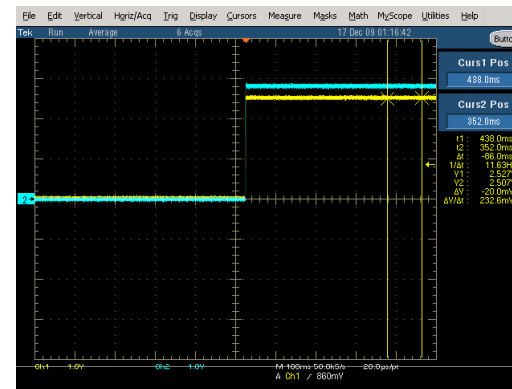 File Edit Vertical Horiz/Acq Trig Display Cursors Measure Masks Math MyScope Utilities Help
Tek Run Average 6 Acqs 17 Dec 09 01:16:42
Butto
Curs1 Pos
438.0ms
Curs2 Pos
352.0ms
t1: 438.0ms
t2: 352.0ms
Δt: -86.0ms
1/Δt: 11.63H
V1: 2.527V
V2: 2.507V
ΔV: -20.0mV
ΔV/Δt: 232.6mV
2
Ch1 1.0V Ch2 1.0V M 100ms 50.0kS/s 20.0µs/pt
A Ch1 ∕ 860mV